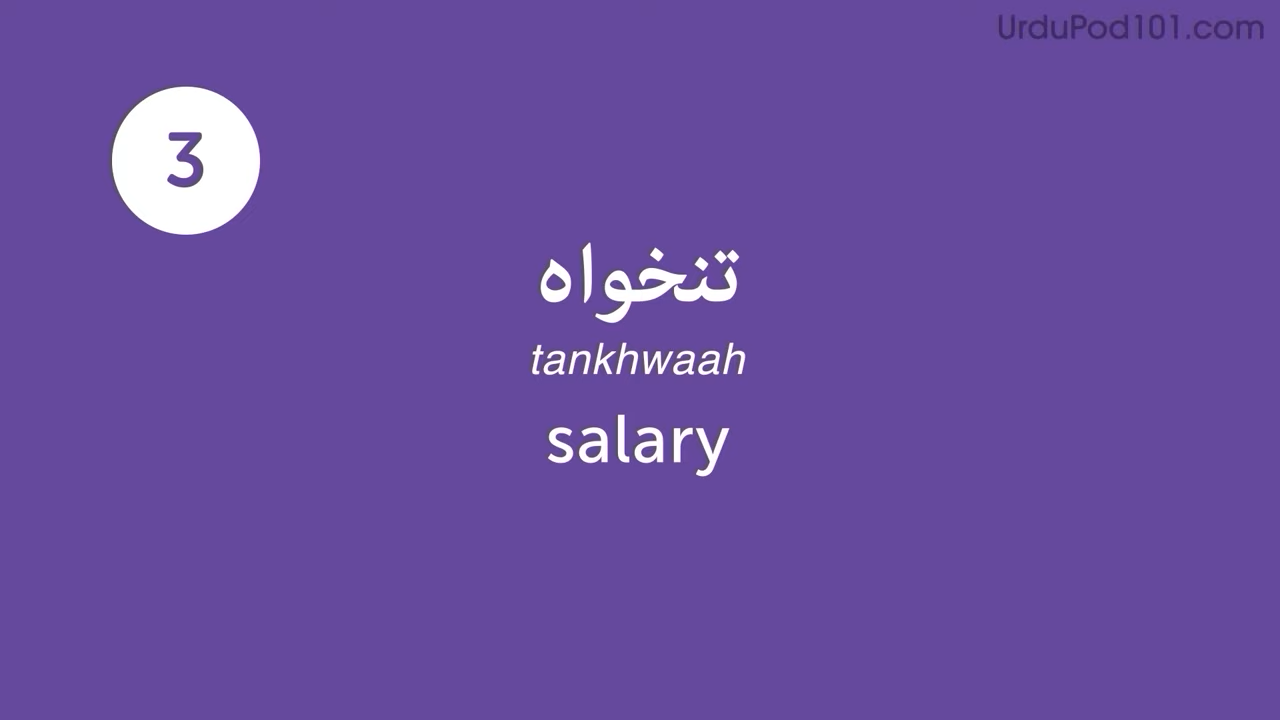 UrduPod101.com
3
تنخواہ
tankhwaah
salary